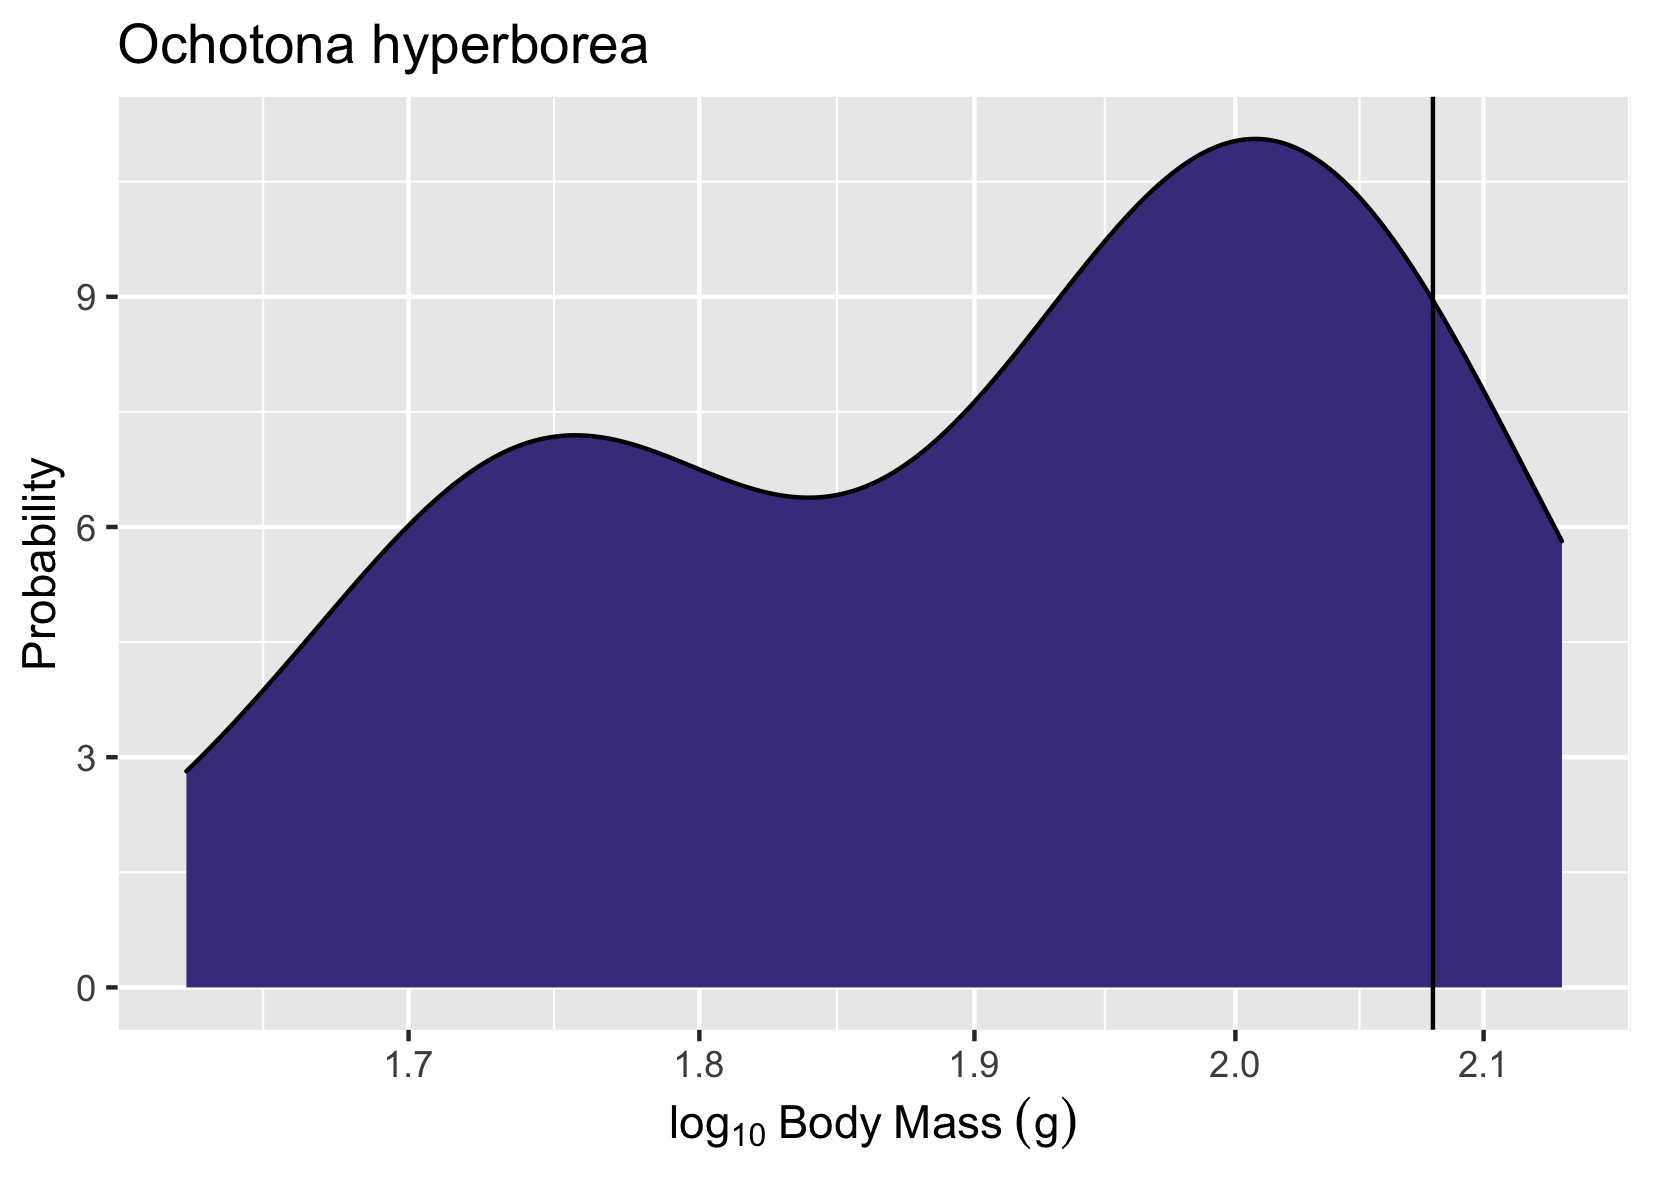 Ochotona hyperborea
Probability
9
6
3
0
1.7 1.8 1.9 2.0 2.1
log₁₀ Body Mass (g)